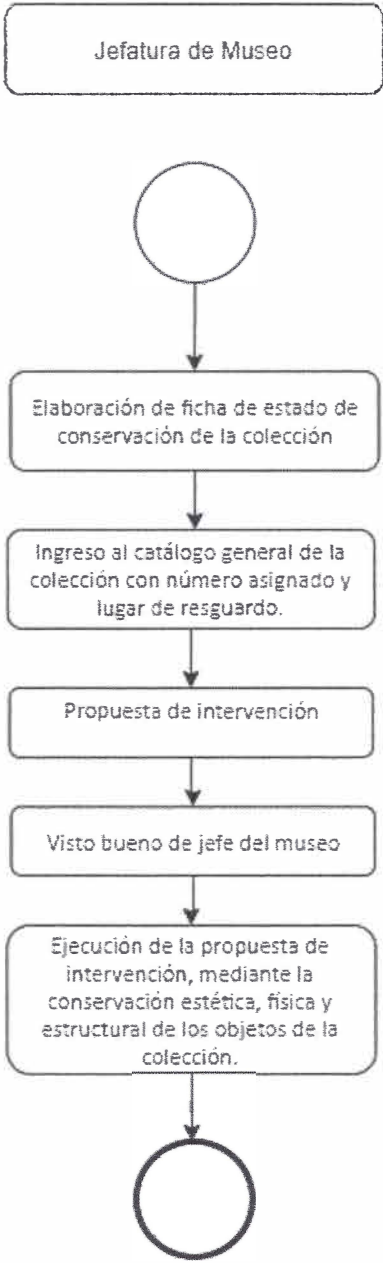 Jefatura de Museo
Elaboración de ficha de estado de
conservación de la colección
Ingreso al catálogo general de la
colección con número asignado y
lugar de resguardo.
Propuesta de intervención
Visto bueno de jefe del museo
Ejecución de la propuesta de
intervención, mediante la
conservación estética, física y
estructural de los objetos de la
colección.